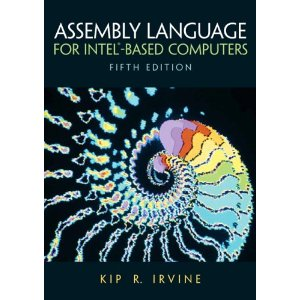 ASSEMBLY LANGUAGE
FOR INTEL®-BASED COMPUTERS
FIFTH EDITION
KIP R. IRVINE